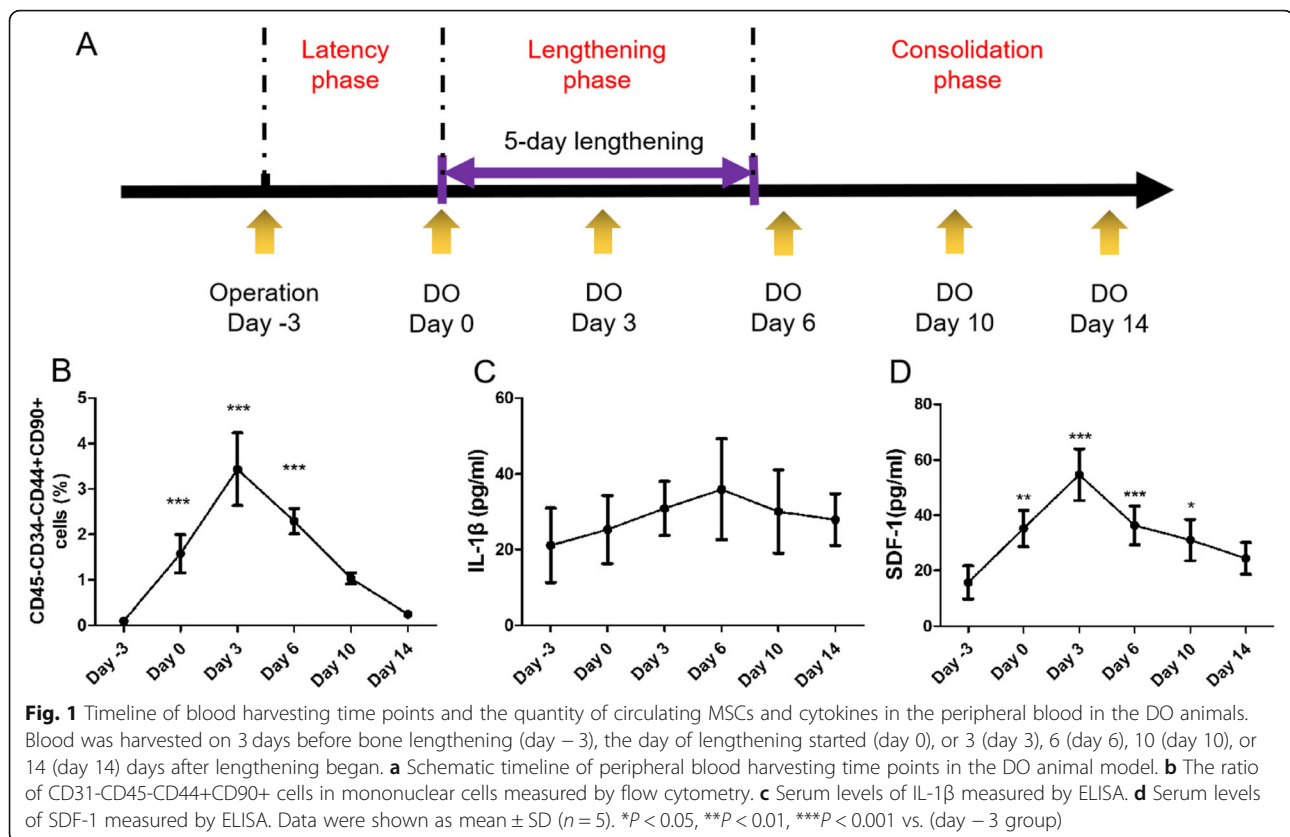 A
Latency
phase
Lengthening
phase
Consolidation
phase
5-day lengthening
Operation
Day -3
DO
Day 0
DO
Day 3
DO
Day 6
DO
Day 10
DO
Day 14
B
CD45-CD34-CD44+CD90+
cells (%)
5
4
3
2
1
0
***
***
***
Day -3
Day 0
Day 3
Day 6
Day 10
Day 14
C
IL-1β (pg/ml)
60
40
20
0
Day -3
Day 0
Day 3
Day 6
Day 10
Day 14
D
SDF-1(pg/ml)
80
60
40
20
0
**
***
***
*
Day -3
Day 0
Day 3
Day 6
Day 10
Day 14
Fig. 1 Timeline of blood harvesting time points and the quantity of circulating MSCs and cytokines in the peripheral blood in the DO animals.
Blood was harvested on 3 days before bone lengthening (day − 3), the day of lengthening started (day 0), or 3 (day 3), 6 (day 6), 10 (day 10), or
14 (day 14) days after lengthening began. a Schematic timeline of peripheral blood harvesting time points in the DO animal model. b The ratio
of CD31-CD45-CD44+CD90+ cells in mononuclear cells measured by flow cytometry. c Serum levels of IL-1β measured by ELISA. d Serum levels
of SDF-1 measured by ELISA. Data were shown as mean ± SD (n = 5). *P < 0.05, **P < 0.01, ***P < 0.001 vs. (day − 3 group)